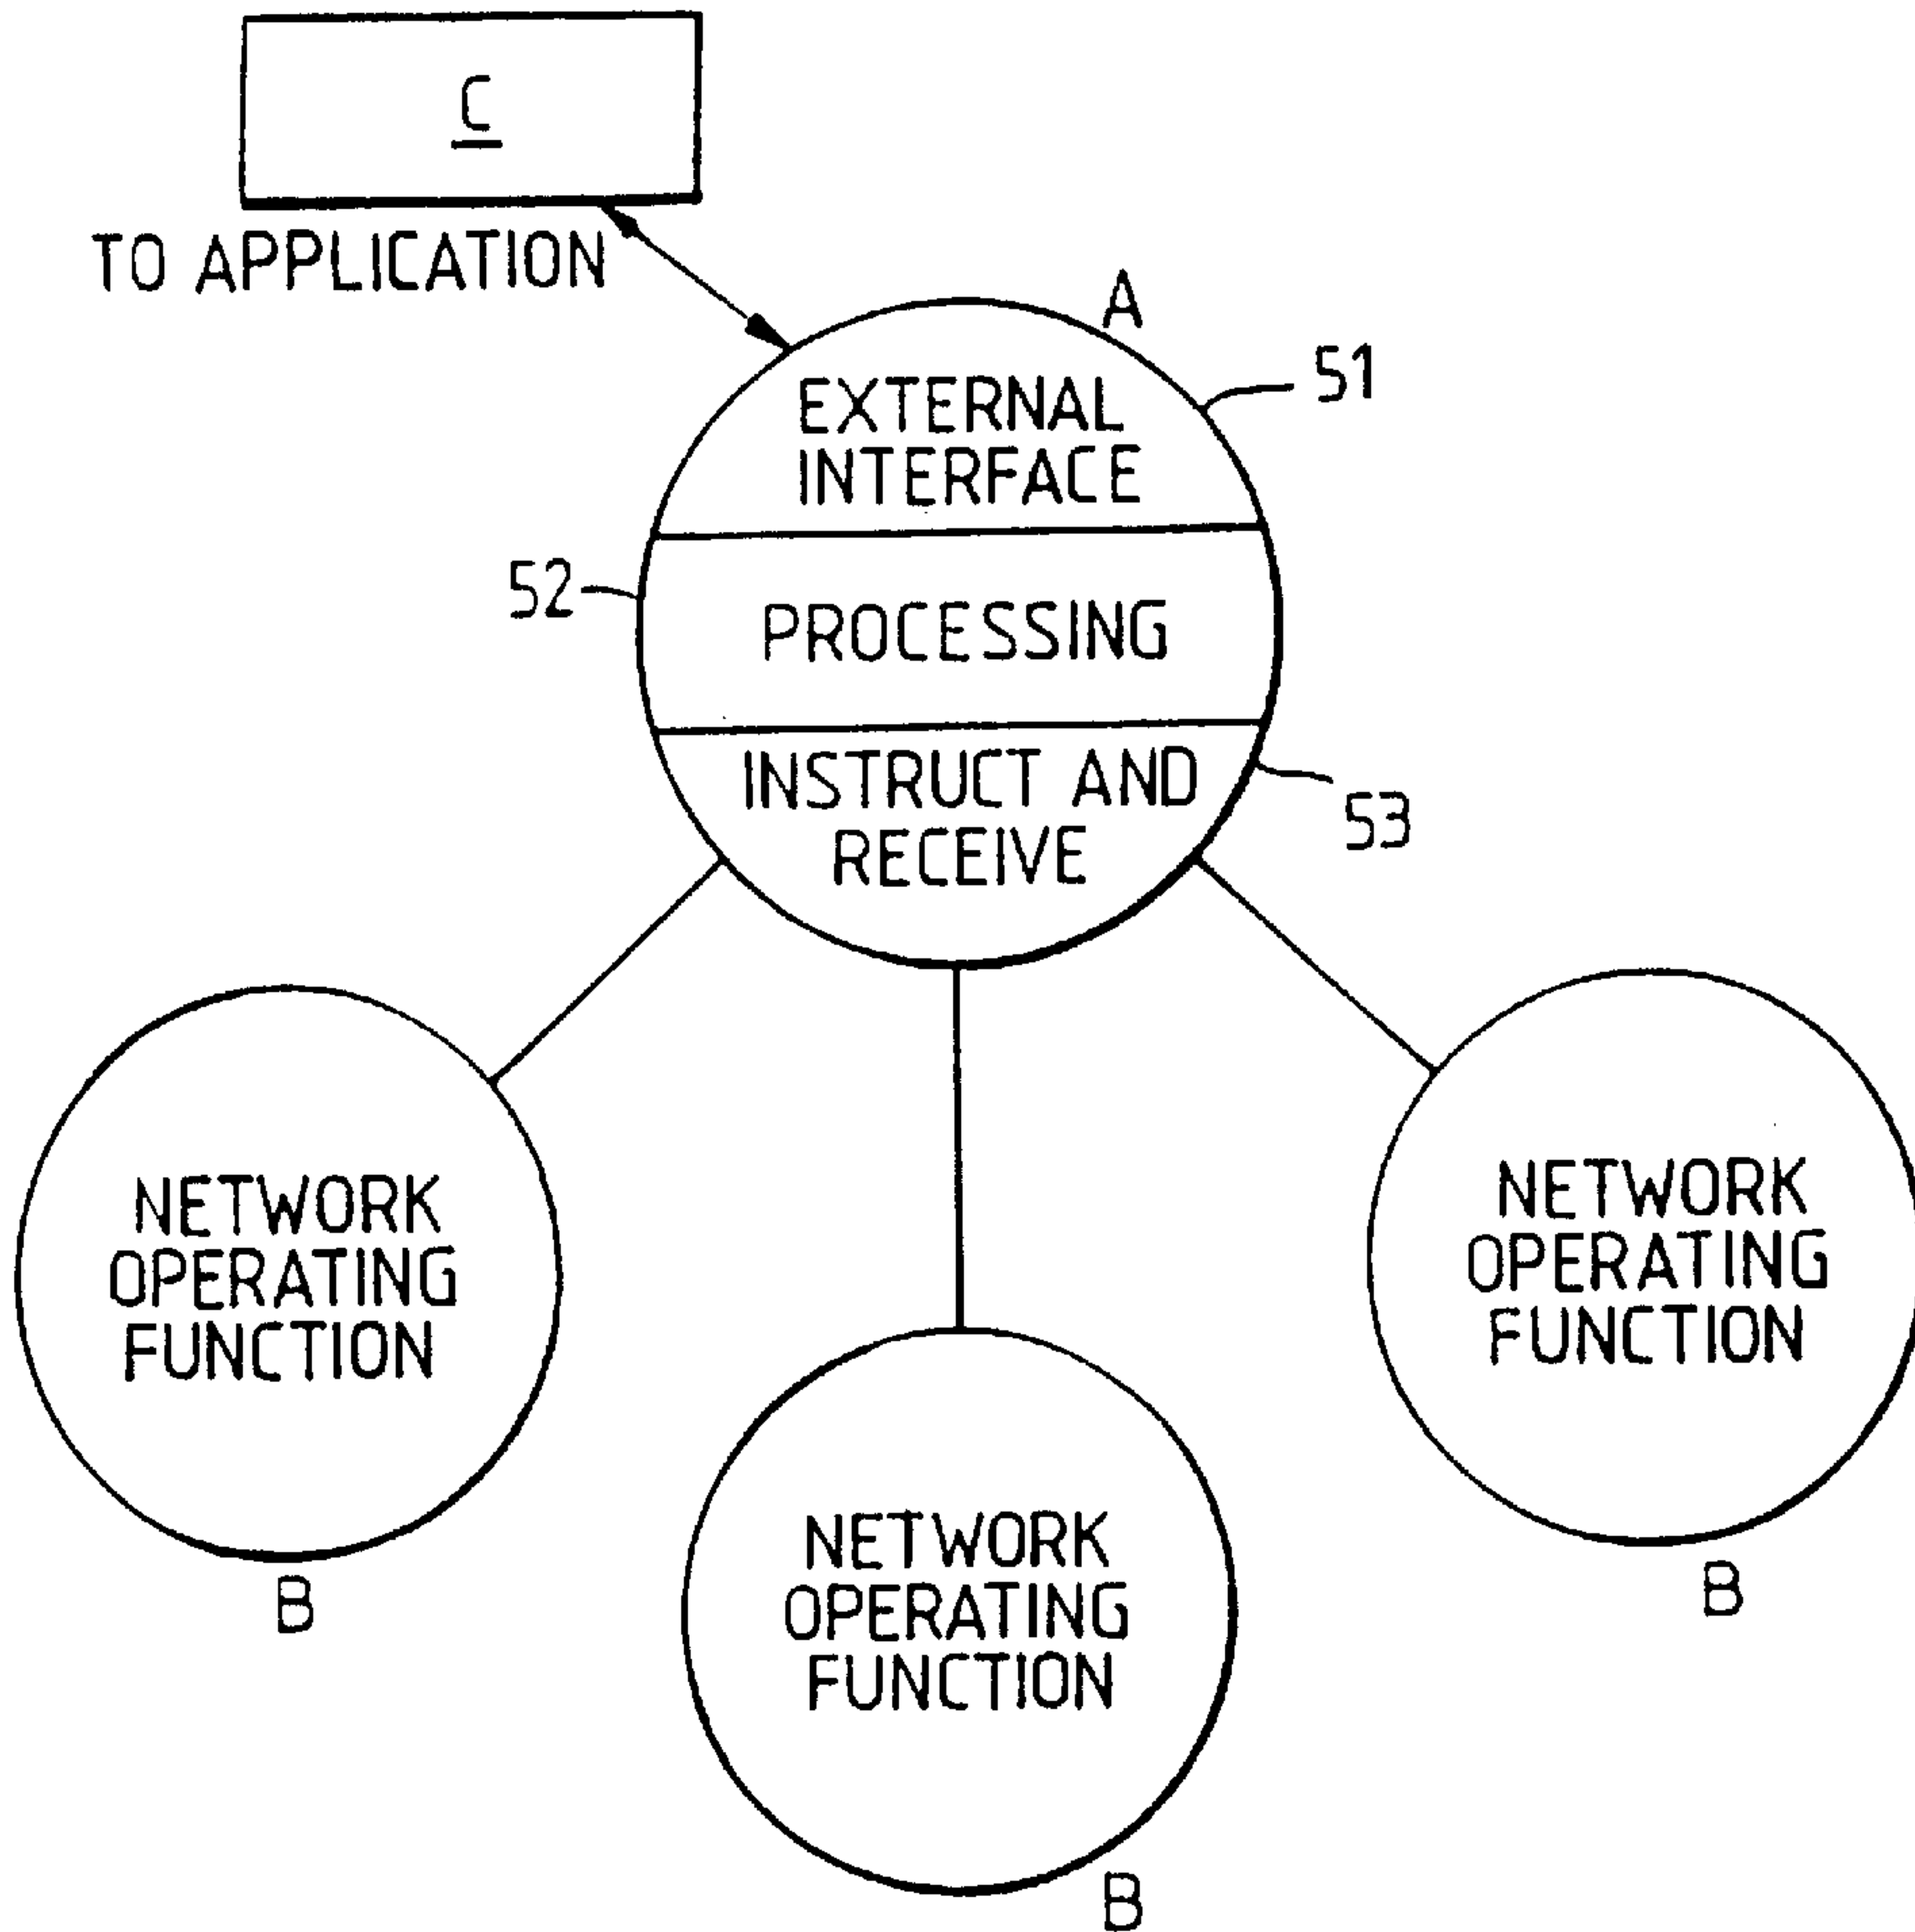 C
TO APPLICATION
A
51
EXTERNAL
INTERFACE
52
PROCESSING
INSTRUCT AND
RECEIVE
53
NETWORK
OPERATING
FUNCTION
B
NETWORK
OPERATING
FUNCTION
B
NETWORK
OPERATING
FUNCTION
B